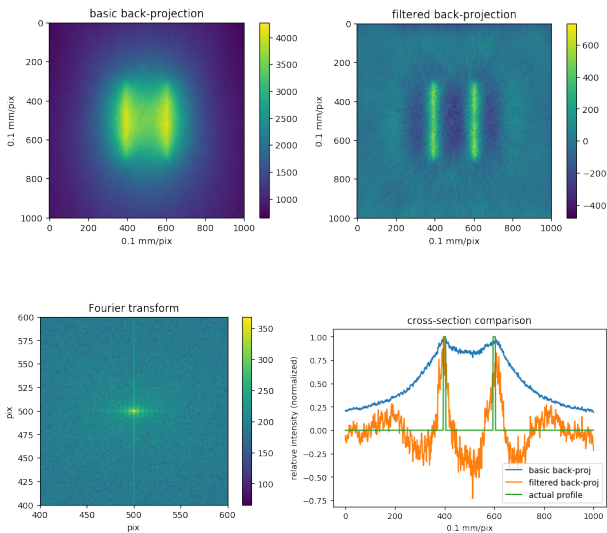 basic back-projection
0
200
400
600
800
1000
0.1 mm/pix
0 200 400 600 800 1000
0.1 mm/pix
4000
3500
3000
2500
2000
1500
1000
filtered back-projection
0
200
400
600
800
1000
0.1 mm/pix
0 200 400 600 800 1000
0.1 mm/pix
600
400
200
0
−200
−400
Fourier transform
600
575
550
525
500
475
450
425
400
pix
400 450 500 550 600
pix
350
300
250
200
150
100
cross-section comparison
1.00
0.75
0.50
0.25
0.00
−0.25
−0.50
−0.75
relative intensity (normalized)
0 200 400 600 800 1000
0.1 mm/pix
basic back-proj
filtered back-proj
actual profile